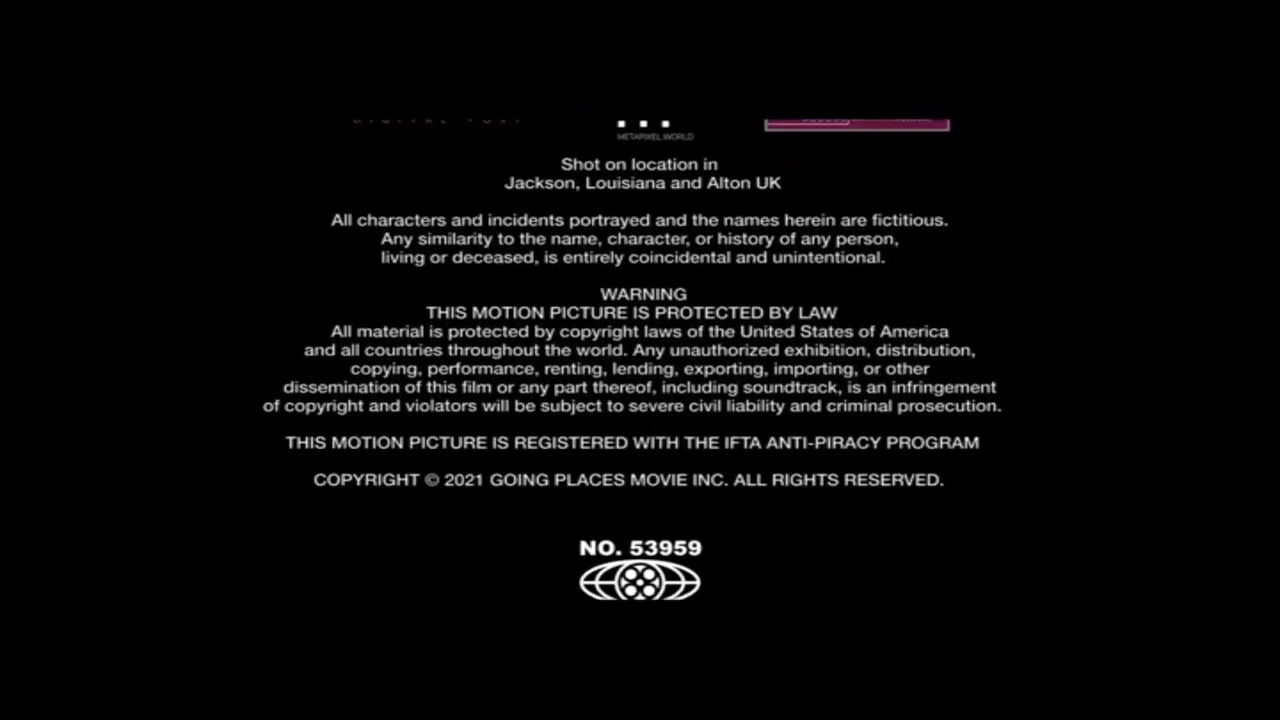 METAPIXEL.WORLD
Shot on location in
Jackson, Louisiana and Alton UK
All characters and incidents portrayed and the names herein are fictitious.
Any similarity to the name, character, or history of any person,
living or deceased, is entirely coincidental and unintentional.
WARNING
THIS MOTION PICTURE IS PROTECTED BY LAW
All material is protected by copyright laws of the United States of America
and all countries throughout the world. Any unauthorized exhibition, distribution,
copying, performance, renting, lending, exporting, importing, or other
dissemination of this film or any part thereof, including soundtrack, is an infringement
of copyright and violators will be subject to severe civil liability and criminal prosecution.
THIS MOTION PICTURE IS REGISTERED WITH THE IFTA ANTI-PIRACY PROGRAM
COPYRIGHT © 2021 GOING PLACES MOVIE INC. ALL RIGHTS RESERVED.
NO. 53959